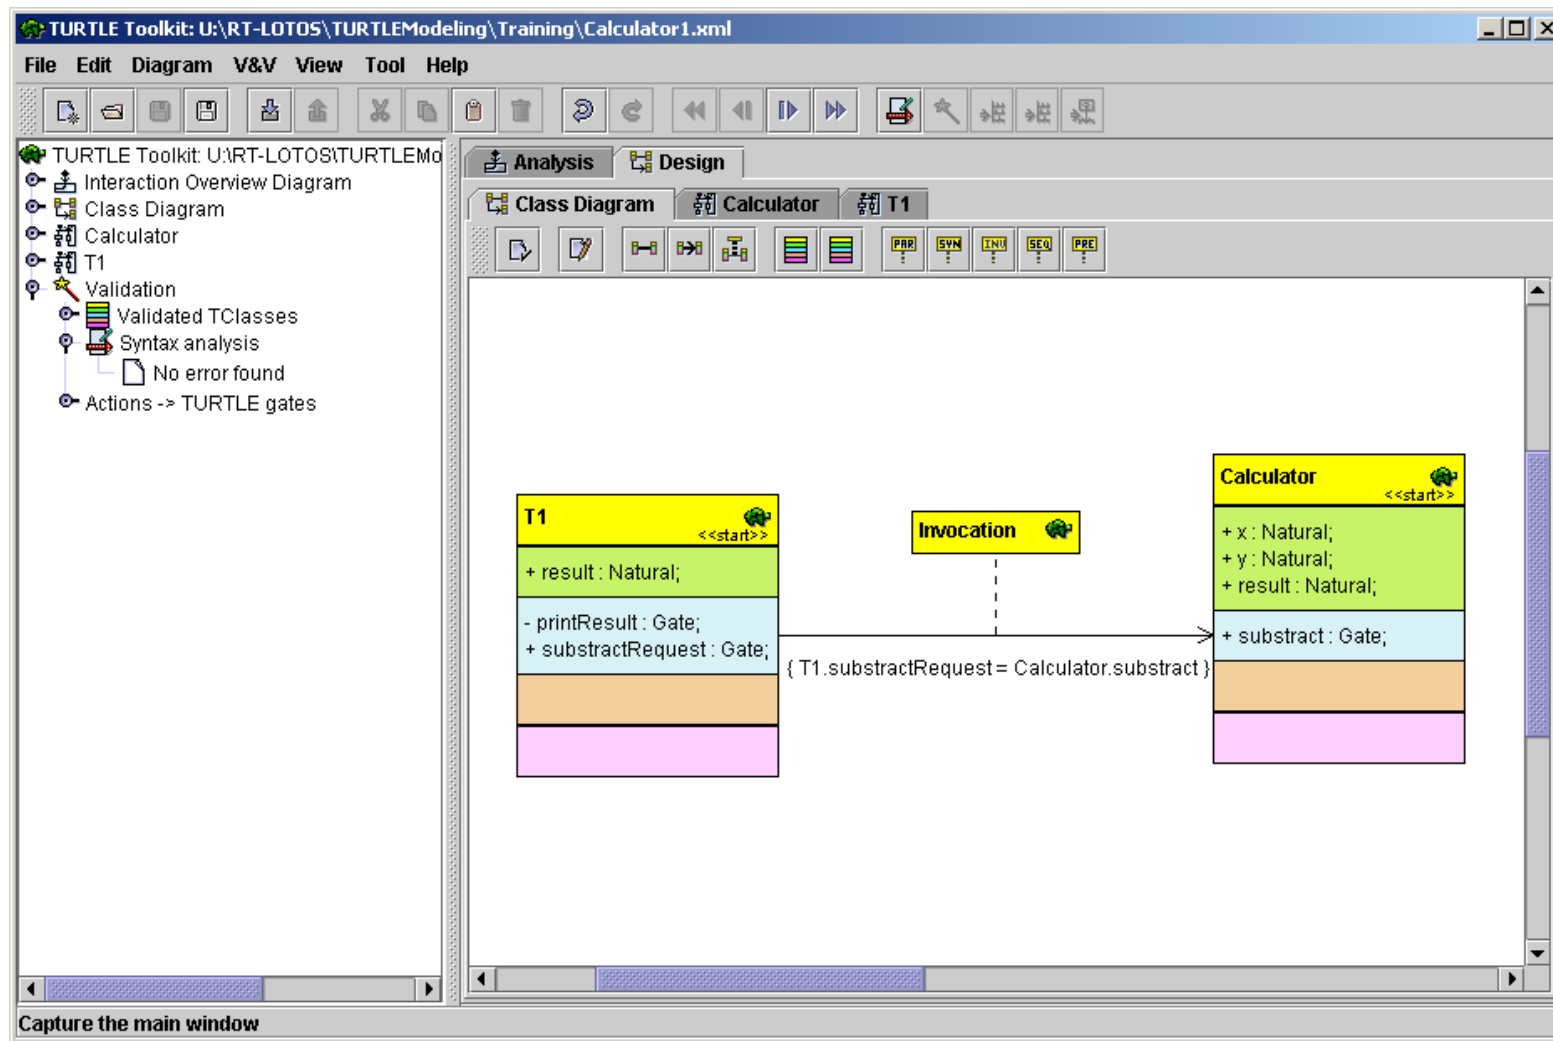 TURTLE Toolkit: U:\RT-LOTOS\TURTLEModeling\Training\Calculator1.xml
File Edit Diagram V&V View Tool Help
TURTLE Toolkit: U:\RT-LOTOS\TURTLEMo
Interaction Overview Diagram
Class Diagram
Calculator
T1
Validation
Validated TClasses
Syntax analysis
No error found
Actions -> TURTLE gates
Analysis Design
Class Diagram Calculator T1
PAR SYN INV SEQ PRE
T1
<<start>>
+ result : Natural;
- printResult : Gate;
+ substractRequest : Gate;
Invocation
{ T1.substractRequest = Calculator.substract }
Calculator
<<start>>
+ x : Natural;
+ y : Natural;
+ result : Natural;
+ substract : Gate;
Capture the main window